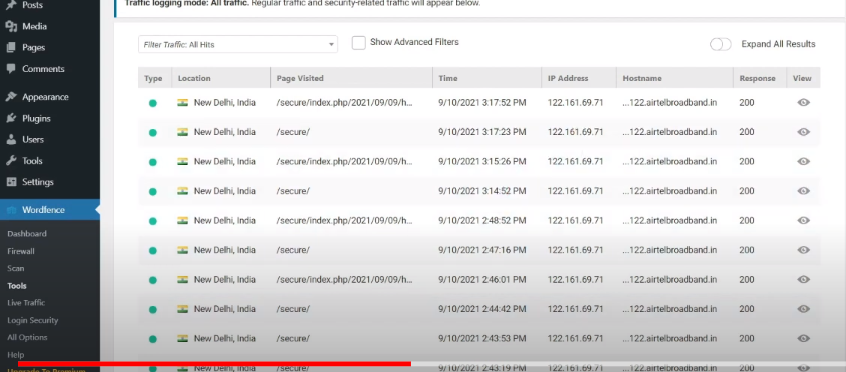 Traffic logging mode: All traffic. Regular traffic and security-related traffic will appear below.
Posts
Media
Pages
Comments
Appearance
Plugins
Users
Tools
Settings
Wordfence
Dashboard
Firewall
Scan
Tools
Live Traffic
Login Security
All Options
Help
Upgrade To Premium
Filter Traffic: All Hits
Show Advanced Filters
Expand All Results
Type Location Page Visited Time IP Address Hostname Response View
New Delhi, India /secure/index.php/2021/09/09/h... 9/10/2021 3:17:52 PM 122.161.69.71 ...122.airtelbroadband.in 200
New Delhi, India /secure/ 9/10/2021 3:17:23 PM 122.161.69.71 ...122.airtelbroadband.in 200
New Delhi, India /secure/index.php/2021/09/09/h... 9/10/2021 3:15:26 PM 122.161.69.71 ...122.airtelbroadband.in 200
New Delhi, India /secure/ 9/10/2021 3:14:52 PM 122.161.69.71 ...122.airtelbroadband.in 200
New Delhi, India /secure/index.php/2021/09/09/h... 9/10/2021 2:48:52 PM 122.161.69.71 ...122.airtelbroadband.in 200
New Delhi, India /secure/ 9/10/2021 2:47:16 PM 122.161.69.71 ...122.airtelbroadband.in 200
New Delhi, India /secure/index.php/2021/09/09/h... 9/10/2021 2:46:01 PM 122.161.69.71 ...122.airtelbroadband.in 200
New Delhi, India /secure/ 9/10/2021 2:44:42 PM 122.161.69.71 ...122.airtelbroadband.in 200
New Delhi, India /secure/ 9/10/2021 2:43:53 PM 122.161.69.71 ...122.airtelbroadband.in 200
New Delhi, India /secure/ 9/10/2021 2:43:19 PM 122.161.69.71 ...122.airtelbroadband.in 200